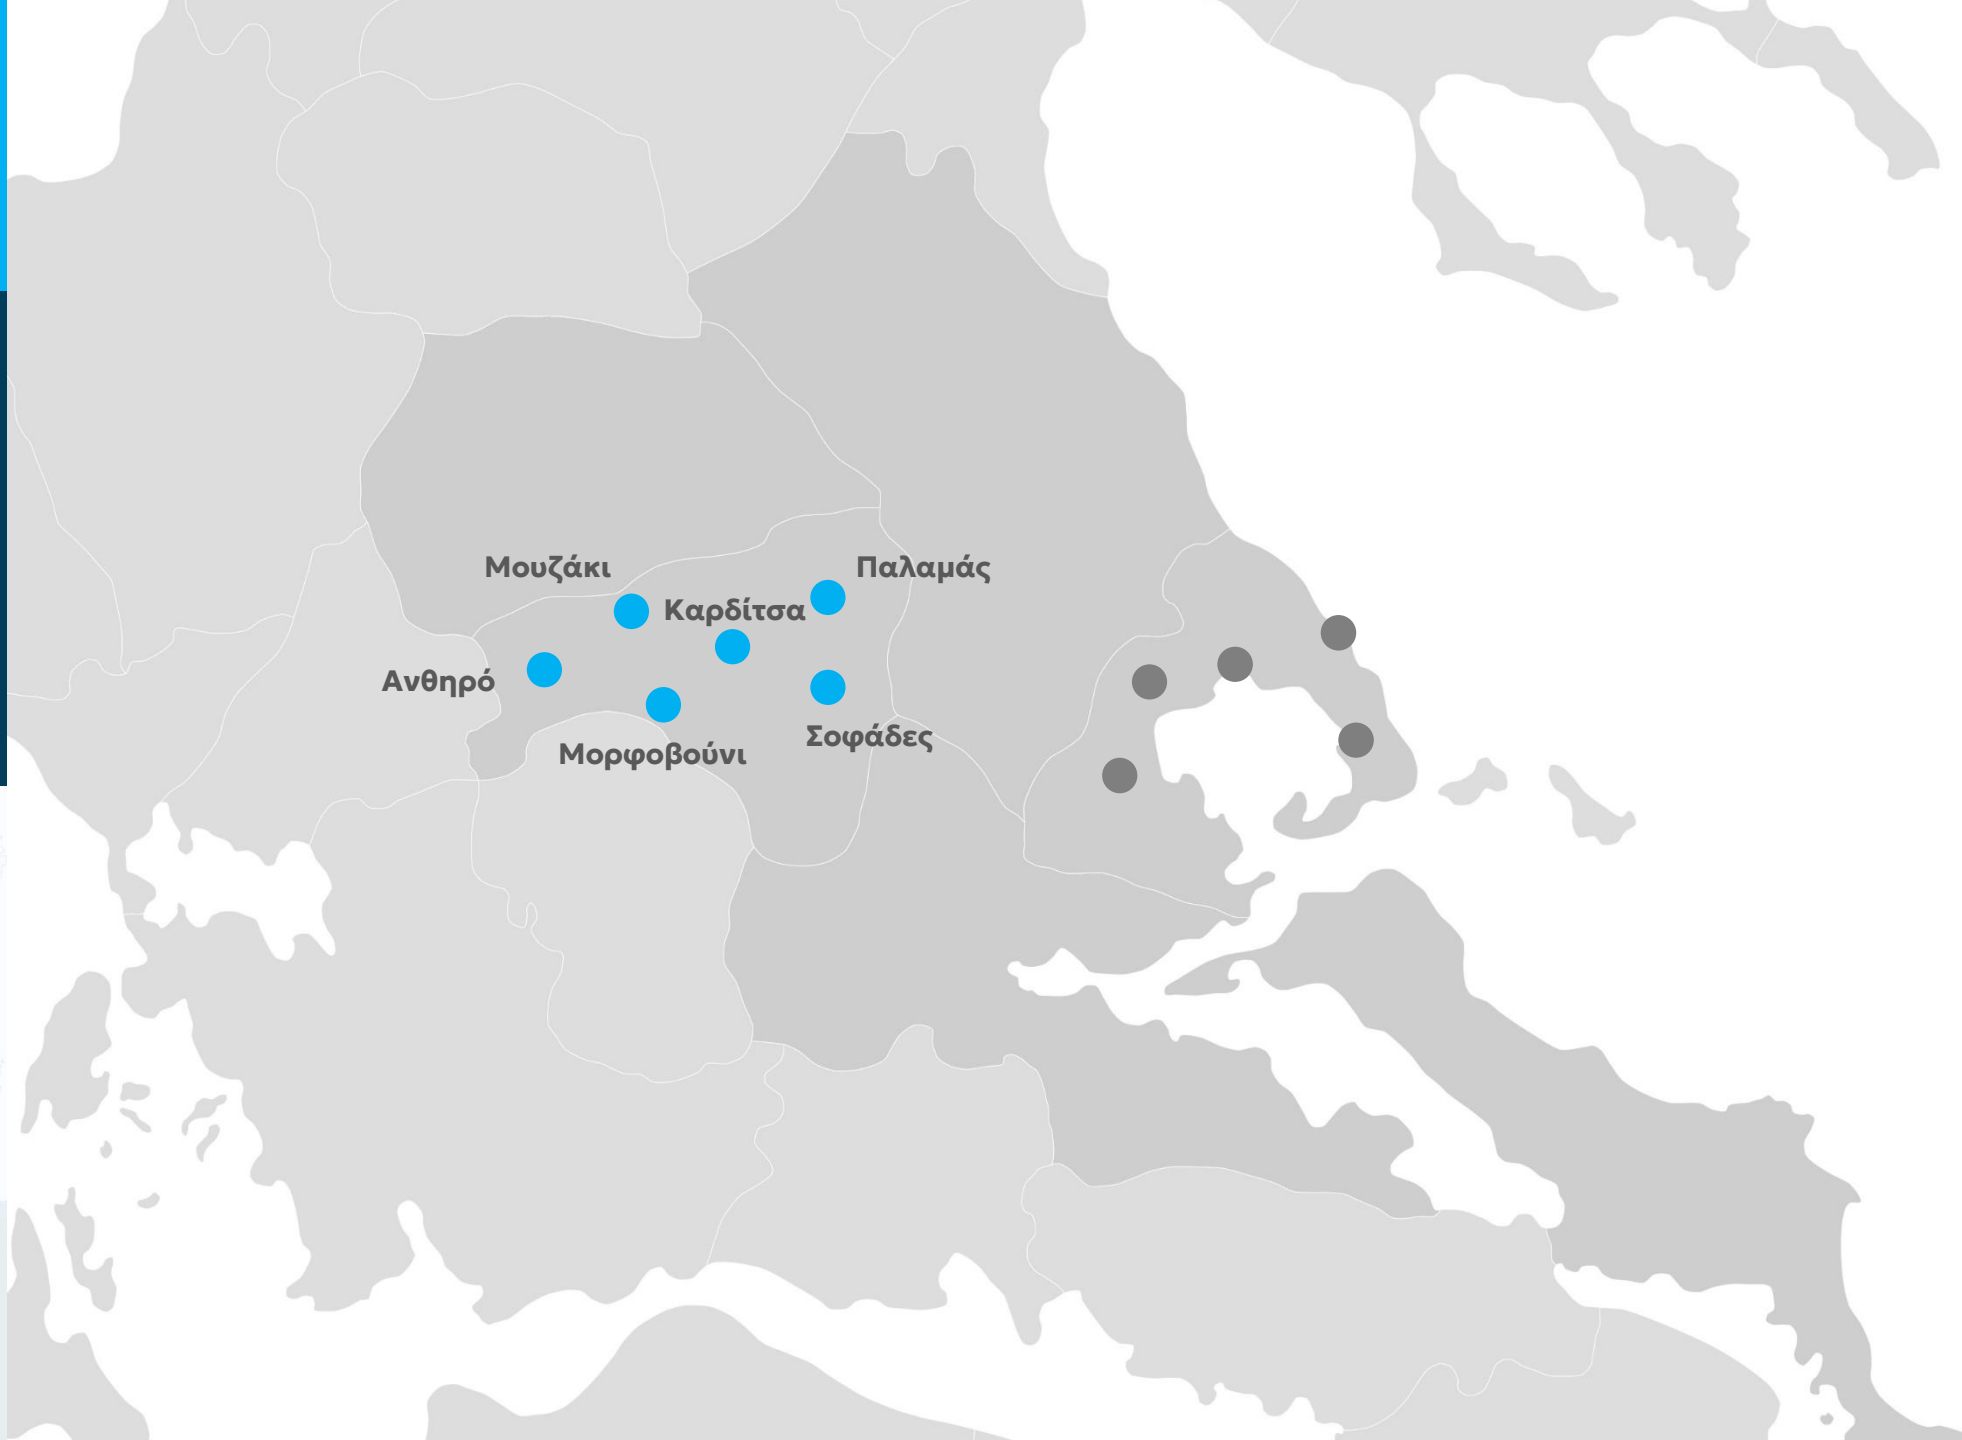 Μουζάκι
Παλαμάς
Καρδίτσα
Ανθηρό
Σοφάδες
Μορφοβούνι